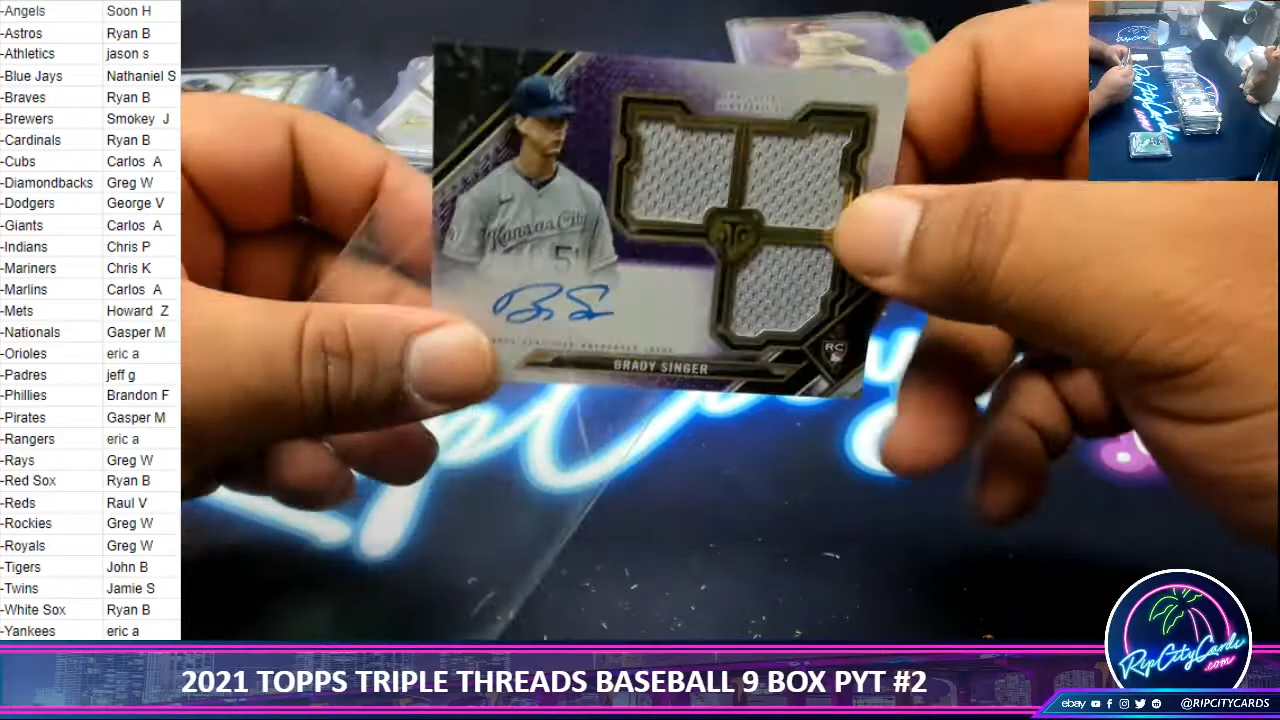 -Angels Soon H
-Astros Ryan B
-Athletics jason s
-Blue Jays Nathaniel S
-Braves Ryan B
-Brewers Smokey J
-Cardinals Ryan B
-Cubs Carlos A
-Diamondbacks Greg W
-Dodgers George V
-Giants Carlos A
-Indians Chris P
-Mariners Chris K
-Marlins Carlos A
-Mets Howard Z
-Nationals Gasper M
-Orioles eric a
-Padres jeff g
-Phillies Brandon F
-Pirates Gasper M
-Rangers eric a
-Rays Greg W
-Red Sox Ryan B
-Reds Raul V
-Rockies Greg W
-Royals Greg W
-Tigers John B
-Twins Jamie S
-White Sox Ryan B
-Yankees eric a
Kansas City
51
BRADY SINGER
RC
RipCityCards
.com
2021 TOPPS TRIPLE THREADS BASEBALL 9 BOX PYT #2
ebay @RIPCITYCARDS